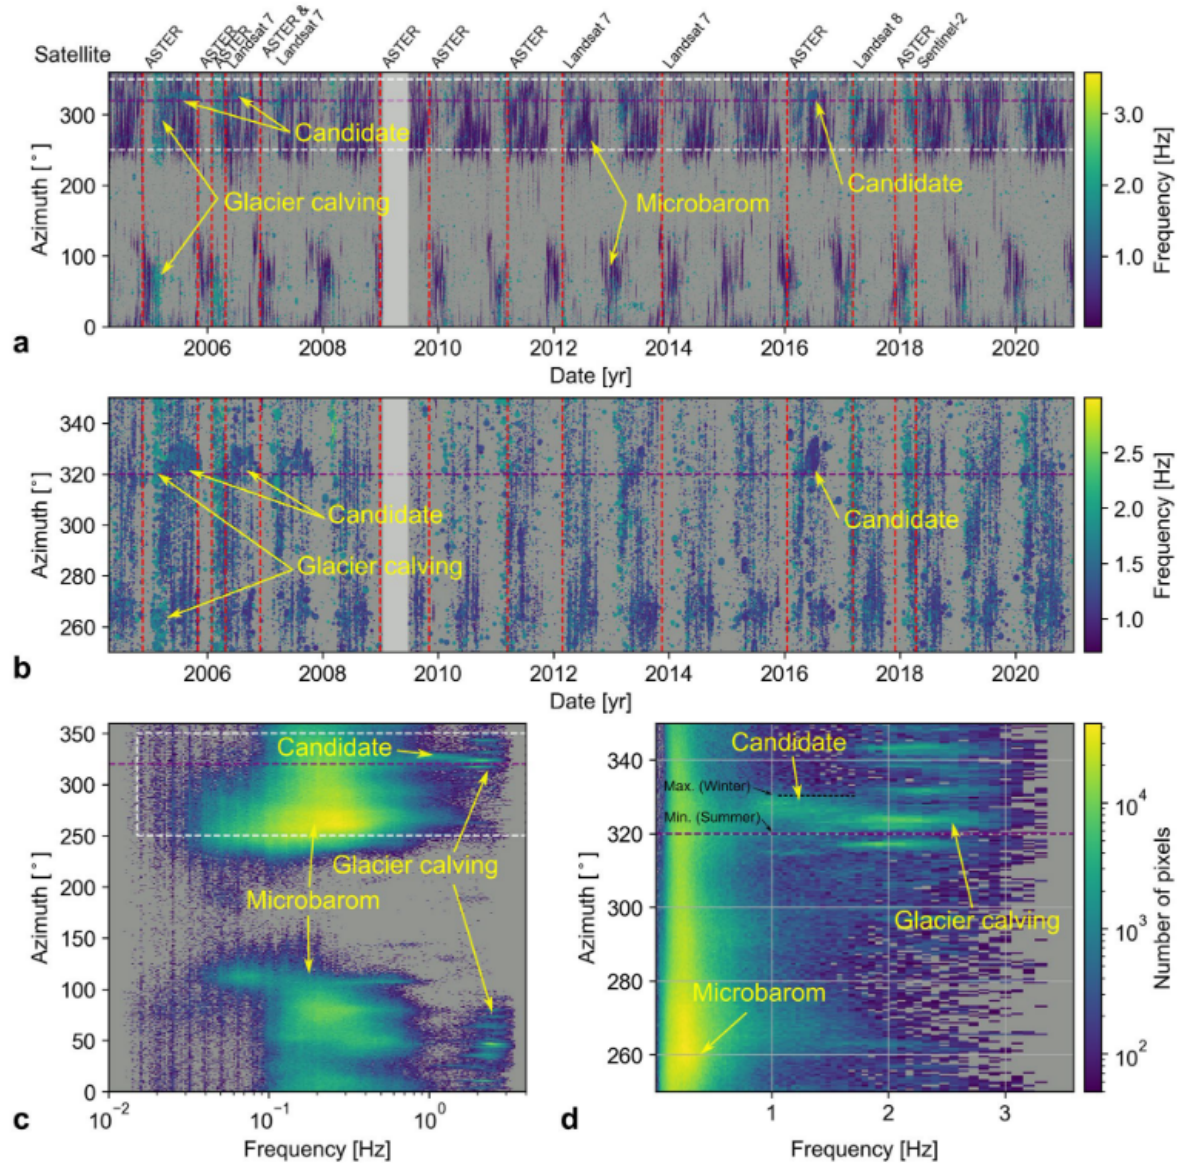 Satellite
ASTER
ASTER
ASTER
Landsat 7
ASTER &
Landsat 7
ASTER
ASTER
ASTER
Landsat 7
Landsat 7
ASTER
Landsat 8
ASTER
Sentinel-2
Azimuth [°]
300
200
100
0
Candidate
Glacier calving
Microbarom
Candidate
3.0
2.0
1.0
Frequency [Hz]
a
2006 2008 2010 2012 2014 2016 2018 2020
Date [yr]
Azimuth [°]
340
320
300
280
260
Candidate
Glacier calving
Candidate
2.5
2.0
1.5
1.0
Frequency [Hz]
b
2006 2008 2010 2012 2014 2016 2018 2020
Date [yr]
Azimuth [°]
350
300
250
200
150
100
50
0
Candidate
Glacier calving
Microbarom
c
10⁻² 10⁻¹ 10⁰
Frequency [Hz]
Azimuth [°]
340
320
300
280
260
Candidate
Max. (Winter)
Min. (Summer)
Glacier calving
Microbarom
d
1 2 3
Frequency [Hz]
10⁴
10³
10²
Number of pixels